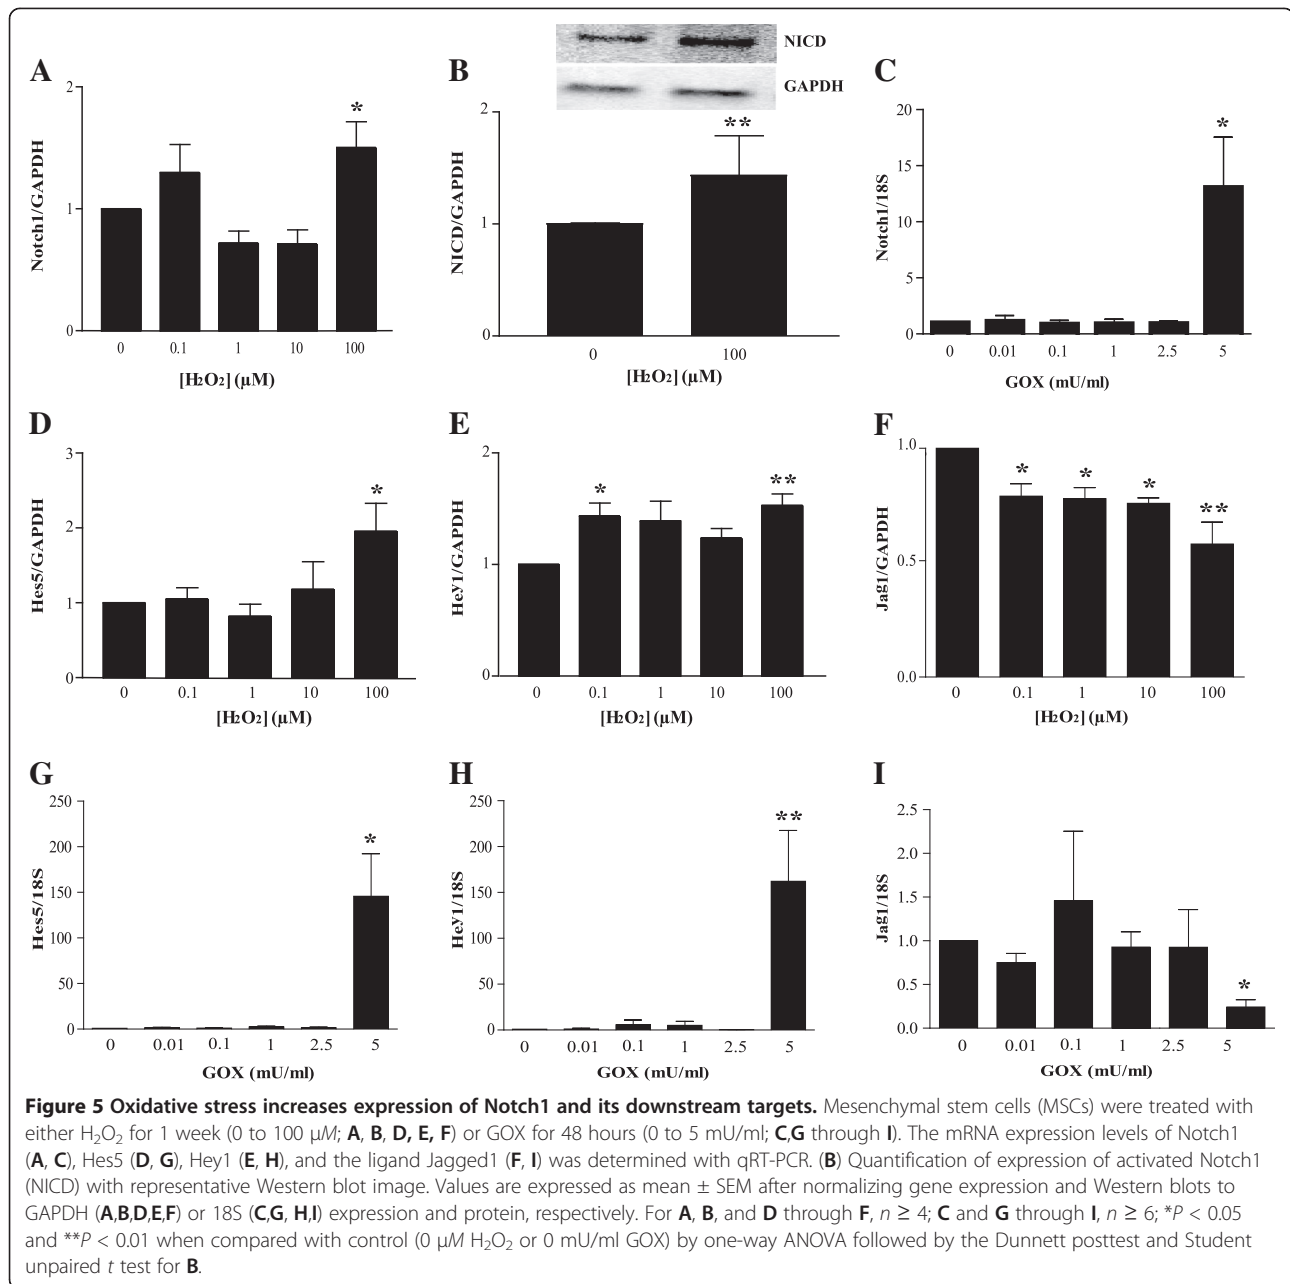 A
2
1
0
Notch1/GAPDH
*
0 0.1 1 10 100
[H₂O₂] (µM)
B
NICD
GAPDH
2
1
0
NICD/GAPDH
**
0 100
[H₂O₂] (µM)
C
20
15
10
5
0
Notch1/18S
*
0 0.01 0.1 1 2.5 5
GOX (mU/ml)
D
3
2
1
0
Hes5/GAPDH
*
0 0.1 1 10 100
[H₂O₂] (µM)
E
2
1
0
Hey1/GAPDH
* **
0 0.1 1 10 100
[H₂O₂] (µM)
F
1.0
0.5
0.0
Jag1/GAPDH
* * * **
0 0.1 1 10 100
[H₂O₂] (µM)
G
250
200
150
100
50
0
Hes5/18S
*
0 0.01 0.1 1 2.5 5
GOX (mU/ml)
H
250
200
150
100
50
0
Hey1/18S
**
0 0.01 0.1 1 2.5 5
GOX (mU/ml)
I
2.5
2.0
1.5
1.0
0.5
0.0
Jag1/18S
*
0 0.01 0.1 1 2.5 5
GOX (mU/ml)
Figure 5 Oxidative stress increases expression of Notch1 and its downstream targets. Mesenchymal stem cells (MSCs) were treated with
either H₂O₂ for 1 week (0 to 100 µM; A, B, D, E, F) or GOX for 48 hours (0 to 5 mU/ml; C,G through I). The mRNA expression levels of Notch1
(A, C), Hes5 (D, G), Hey1 (E, H), and the ligand Jagged1 (F, I) was determined with qRT-PCR. (B) Quantification of expression of activated Notch1
(NICD) with representative Western blot image. Values are expressed as mean ± SEM after normalizing gene expression and Western blots to
GAPDH (A,B,D,E,F) or 18S (C,G, H,I) expression and protein, respectively. For A, B, and D through F, n ≥ 4; C and G through I, n ≥ 6; *P < 0.05
and **P < 0.01 when compared with control (0 µM H₂O₂ or 0 mU/ml GOX) by one-way ANOVA followed by the Dunnett posttest and Student
unpaired t test for B.